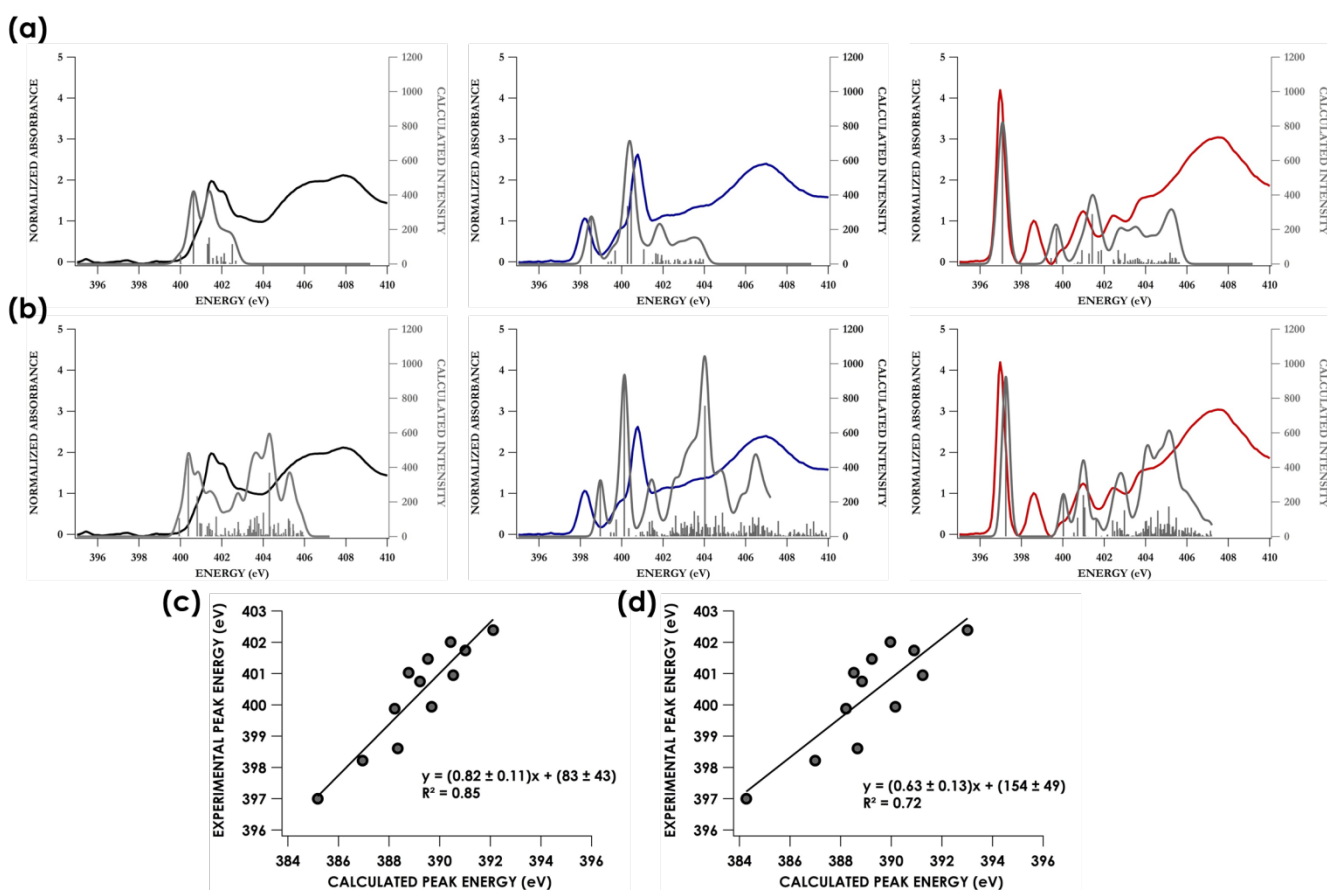 (a)
NORMALIZED ABSORBANCE
5
4
3
2
1
0
396 398 400 402 404 406 408 410
ENERGY (eV)
1200
1000
800
600
400
200
0
CALCULATED INTENSITY
NORMALIZED ABSORBANCE
5
4
3
2
1
0
396 398 400 402 404 406 408 410
ENERGY (eV)
1200
1000
800
600
400
200
0
CALCULATED INTENSITY
NORMALIZED ABSORBANCE
5
4
3
2
1
0
396 398 400 402 404 406 408 410
ENERGY (eV)
1200
1000
800
600
400
200
0
CALCULATED INTENSITY
(b)
NORMALIZED ABSORBANCE
5
4
3
2
1
0
396 398 400 402 404 406 408 410
ENERGY (eV)
1200
1000
800
600
400
200
0
CALCULATED INTENSITY
NORMALIZED ABSORBANCE
5
4
3
2
1
0
396 398 400 402 404 406 408 410
ENERGY (eV)
1200
1000
800
600
400
200
0
CALCULATED INTENSITY
NORMALIZED ABSORBANCE
5
4
3
2
1
0
396 398 400 402 404 406 408 410
ENERGY (eV)
1200
1000
800
600
400
200
0
CALCULATED INTENSITY
(c)
EXPERIMENTAL PEAK ENERGY (eV)
403
402
401
400
399
398
397
396
y = (0.82 ± 0.11)x + (83 ± 43)
R² = 0.85
384 386 388 390 392 394 396
CALCULATED PEAK ENERGY (eV)
(d)
EXPERIMENTAL PEAK ENERGY (eV)
403
402
401
400
399
398
397
396
y = (0.63 ± 0.13)x + (154 ± 49)
R² = 0.72
384 386 388 390 392 394 396
CALCULATED PEAK ENERGY (eV)